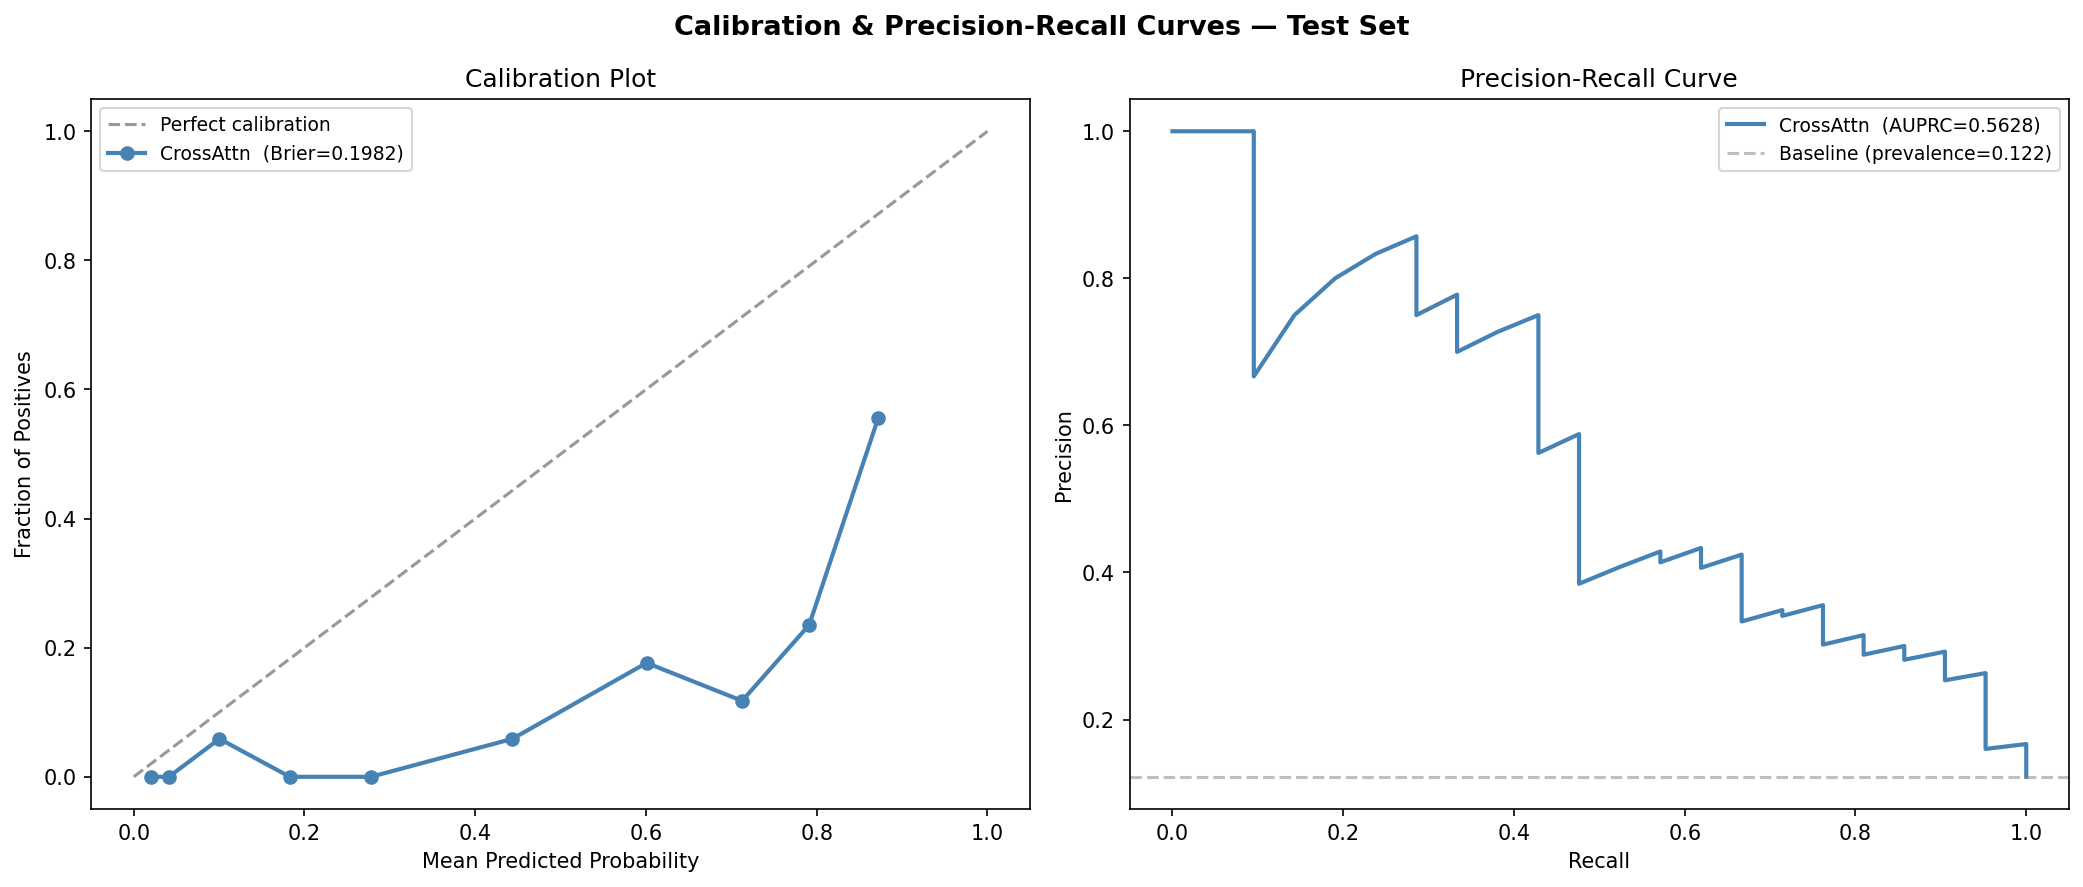 Calibration & Precision-Recall Curves — Test Set
Calibration Plot
Perfect calibration
CrossAttn (Brier=0.1982)
Fraction of Positives
1.0
0.8
0.6
0.4
0.2
0.0
0.0 0.2 0.4 0.6 0.8 1.0
Mean Predicted Probability
Precision-Recall Curve
CrossAttn (AUPRC=0.5628)
Baseline (prevalence=0.122)
Precision
1.0
0.8
0.6
0.4
0.2
0.0 0.2 0.4 0.6 0.8 1.0
Recall